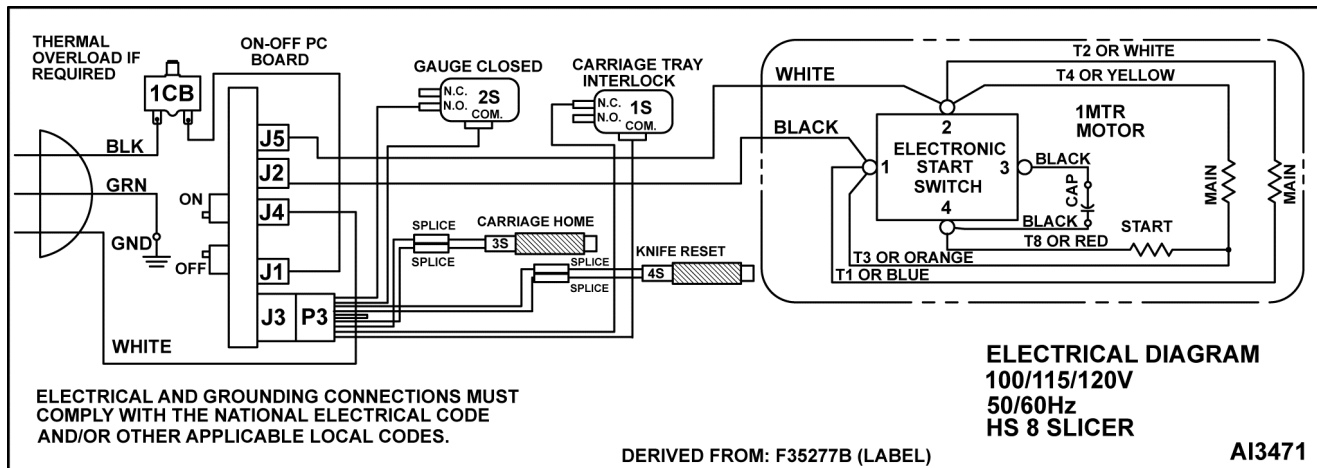 THERMAL
OVERLOAD IF
REQUIRED
1CB
ON-OFF PC
BOARD
GAUGE CLOSED
N.C.
N.O.
2S
COM.
CARRIAGE TRAY
INTERLOCK
N.C.
N.O.
1S
COM.
WHITE
BLACK
T2 OR WHITE
T4 OR YELLOW
1MTR
MOTOR
2
ELECTRONIC
START
SWITCH
1
3
4
BLACK
CAP
BLACK
MAIN
MAIN
START
T8 OR RED
T3 OR ORANGE
T1 OR BLUE
BLK
GRN
GND
WHITE
ON
OFF
J5
J2
J4
J1
J3
P3
SPLICE
SPLICE
CARRIAGE HOME
3S
KNIFE RESET
SPLICE
SPLICE
4S
ELECTRICAL AND GROUNDING CONNECTIONS MUST
COMPLY WITH THE NATIONAL ELECTRICAL CODE
AND/OR OTHER APPLICABLE LOCAL CODES.
ELECTRICAL DIAGRAM
100/115/120V
50/60Hz
HS 8 SLICER
DERIVED FROM: F35277B (LABEL)
AI3471